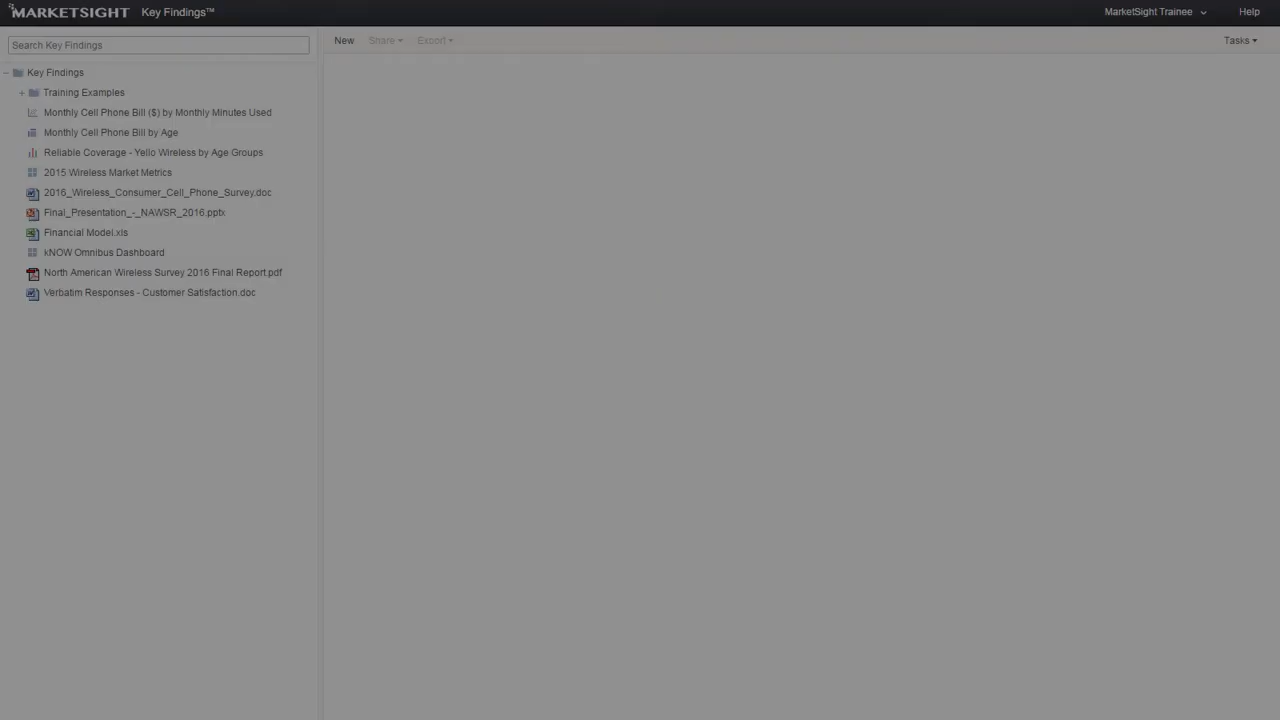 MARKETSIGHT Key Findings™ MarketSight Trainee Help
Search Key Findings New Share Export Tasks
Key Findings
Training Examples
Monthly Cell Phone Bill ($) by Monthly Minutes Used
Monthly Cell Phone Bill by Age
Reliable Coverage - Yello Wireless by Age Groups
2015 Wireless Market Metrics
2016_Wireless_Consumer_Cell_Phone_Survey.doc
Final_Presentation_-_NAWSR_2016.pptx
Financial Model.xls
kNOW Omnibus Dashboard
North American Wireless Survey 2016 Final Report.pdf
Verbatim Responses - Customer Satisfaction.doc